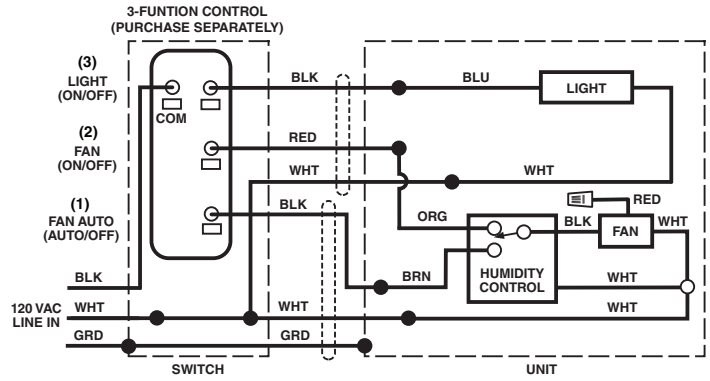 3-FUNTION CONTROL
(PURCHASE SEPARATELY)
(3)
LIGHT
(ON/OFF)
COM
BLK
BLU
LIGHT
(2)
FAN
(ON/OFF)
RED
WHT
WHT
(1)
FAN AUTO
(AUTO/OFF)
BLK
ORG
BLK
RED
FAN
WHT
BRN
HUMIDITY
CONTROL
WHT
BLK
120 VAC
LINE IN
WHT
WHT
WHT
GRD
GRD
SWITCH
UNIT